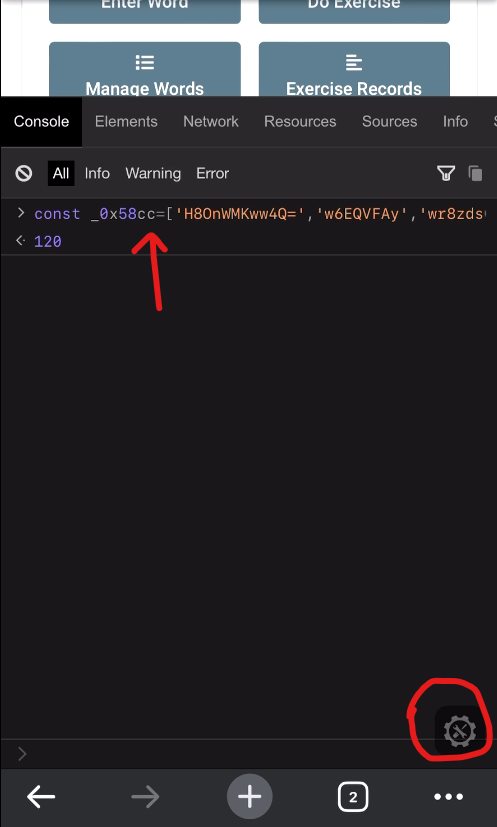 Enter Word
Do Exercise
Manage Words
Exercise Records
Console Elements Network Resources Sources Info
All Info Warning Error
> const _0x58cc=['H8OnWMKww4Q=','w6EQVFAy','wr8zds
120
>
2